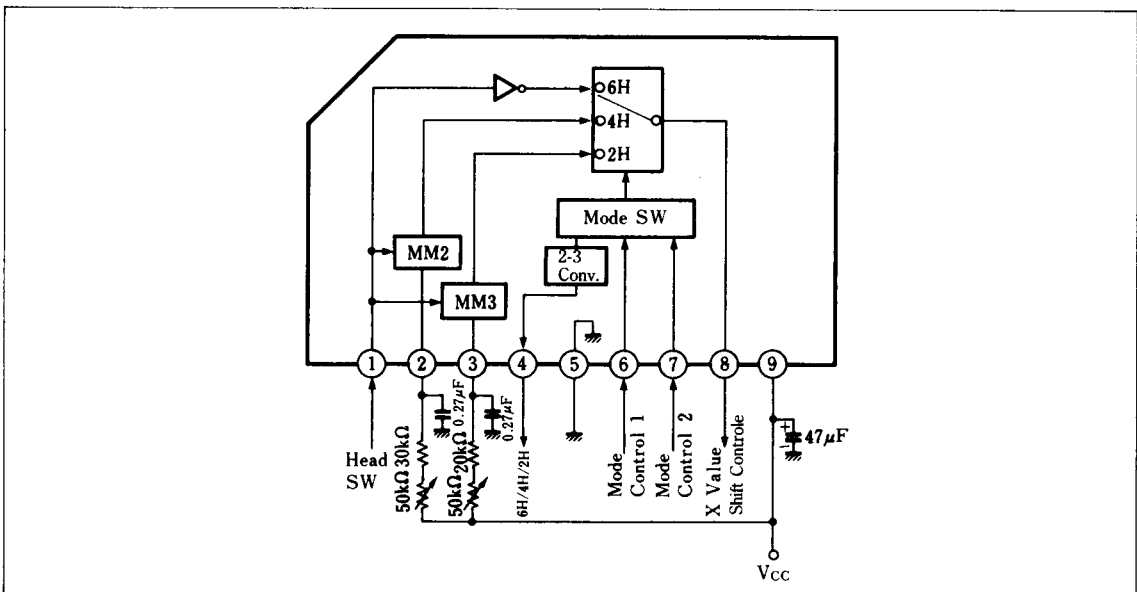 6H
4H
2H
Mode SW
2-3
Conv.
MM2
MM3
1
2
3
4
5
6
7
8
9
Head
SW
50kΩ 30kΩ
0.27μF
50kΩ 20kΩ
0.27μF
6H/4H/2H
Mode
Control 1
Mode
Control 2
X Value
Shift Controle
+
−
47μF
Vcc